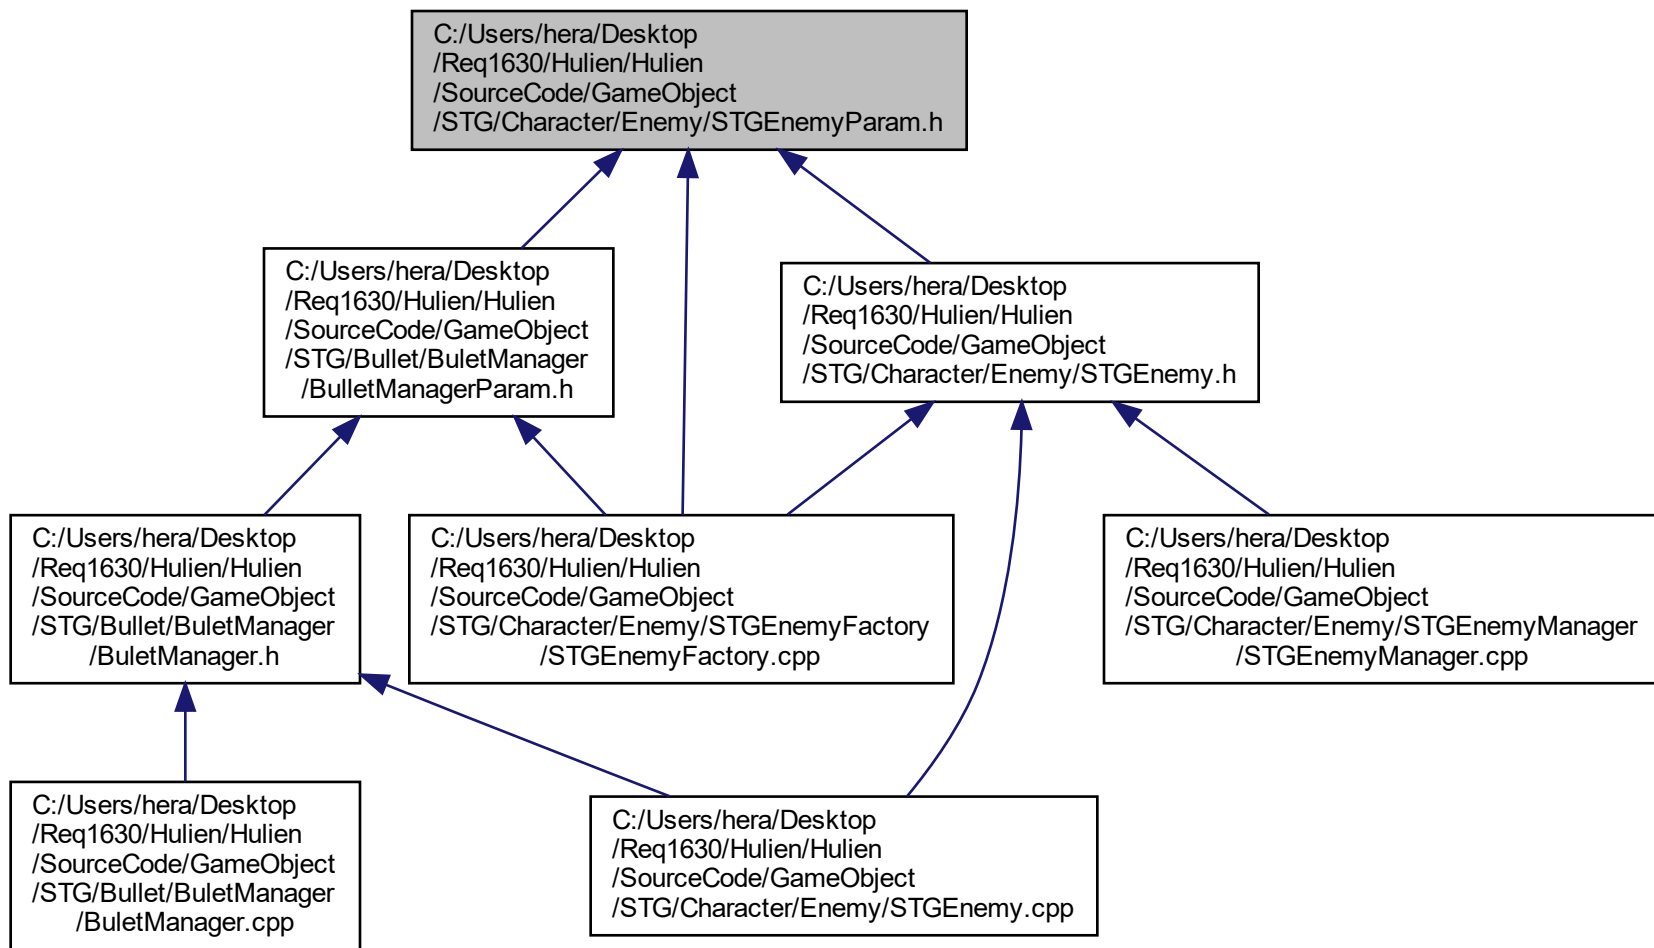 C:/Users/hera/Desktop
/Req1630/Hulien/Hulien
/SourceCode/GameObject
/STG/Character/Enemy/STGEnemyParam.h
C:/Users/hera/Desktop
/Req1630/Hulien/Hulien
/SourceCode/GameObject
/STG/Bullet/BuletManager
/BulletManagerParam.h
C:/Users/hera/Desktop
/Req1630/Hulien/Hulien
/SourceCode/GameObject
/STG/Character/Enemy/STGEnemy.h
C:/Users/hera/Desktop
/Req1630/Hulien/Hulien
/SourceCode/GameObject
/STG/Bullet/BuletManager
/BuletManager.h
C:/Users/hera/Desktop
/Req1630/Hulien/Hulien
/SourceCode/GameObject
/STG/Character/Enemy/STGEnemyFactory
/STGEnemyFactory.cpp
C:/Users/hera/Desktop
/Req1630/Hulien/Hulien
/SourceCode/GameObject
/STG/Character/Enemy/STGEnemyManager
/STGEnemyManager.cpp
C:/Users/hera/Desktop
/Req1630/Hulien/Hulien
/SourceCode/GameObject
/STG/Bullet/BuletManager
/BuletManager.cpp
C:/Users/hera/Desktop
/Req1630/Hulien/Hulien
/SourceCode/GameObject
/STG/Character/Enemy/STGEnemy.cpp